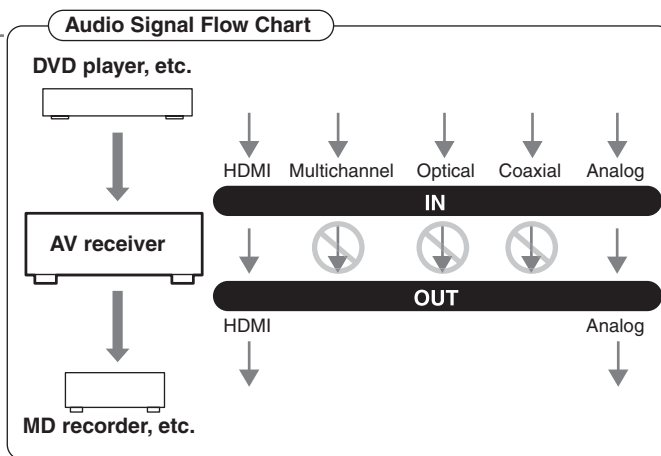 Audio Signal Flow Chart
DVD player, etc.
HDMI Multichannel Optical Coaxial Analog
IN
AV receiver
OUT
HDMI Analog
MD recorder, etc.